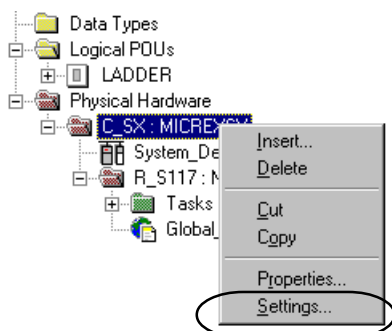 Data Types
Logical POUs
LADDER
Physical Hardware
C_SX : MICREXSX
System_De
R_S117 : M
Tasks
Global_
Insert...
Delete
Cut
Copy
Properties...
Settings...